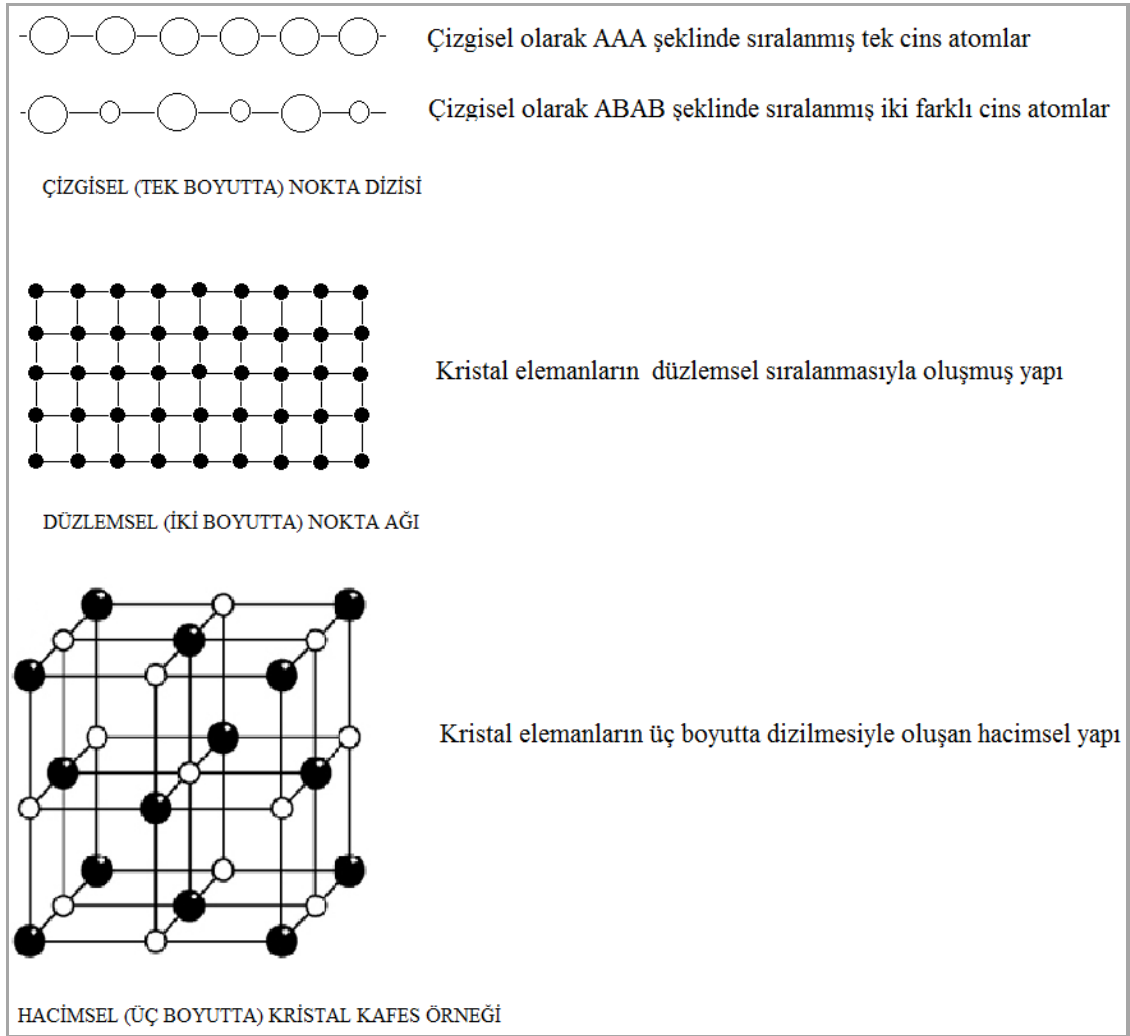 Çizgisel olarak AAA şeklinde sıralanmış tek cins atomlar
Çizgisel olarak ABAB şeklinde sıralanmış iki farklı cins atomlar
ÇİZGİSEL (TEK BOYUTTA) NOKTA DİZİSİ
Kristal elemanların düzlemsel sıralanmasıyla oluşmuş yapı
DÜZLEMSEL (İKİ BOYUTTA) NOKTA AĞI
Kristal elemanların üç boyutta dizilmesiyle oluşan hacimsel yapı
HACİMSEL (ÜÇ BOYUTTA) KRİSTAL KAFES ÖRNEĞİ